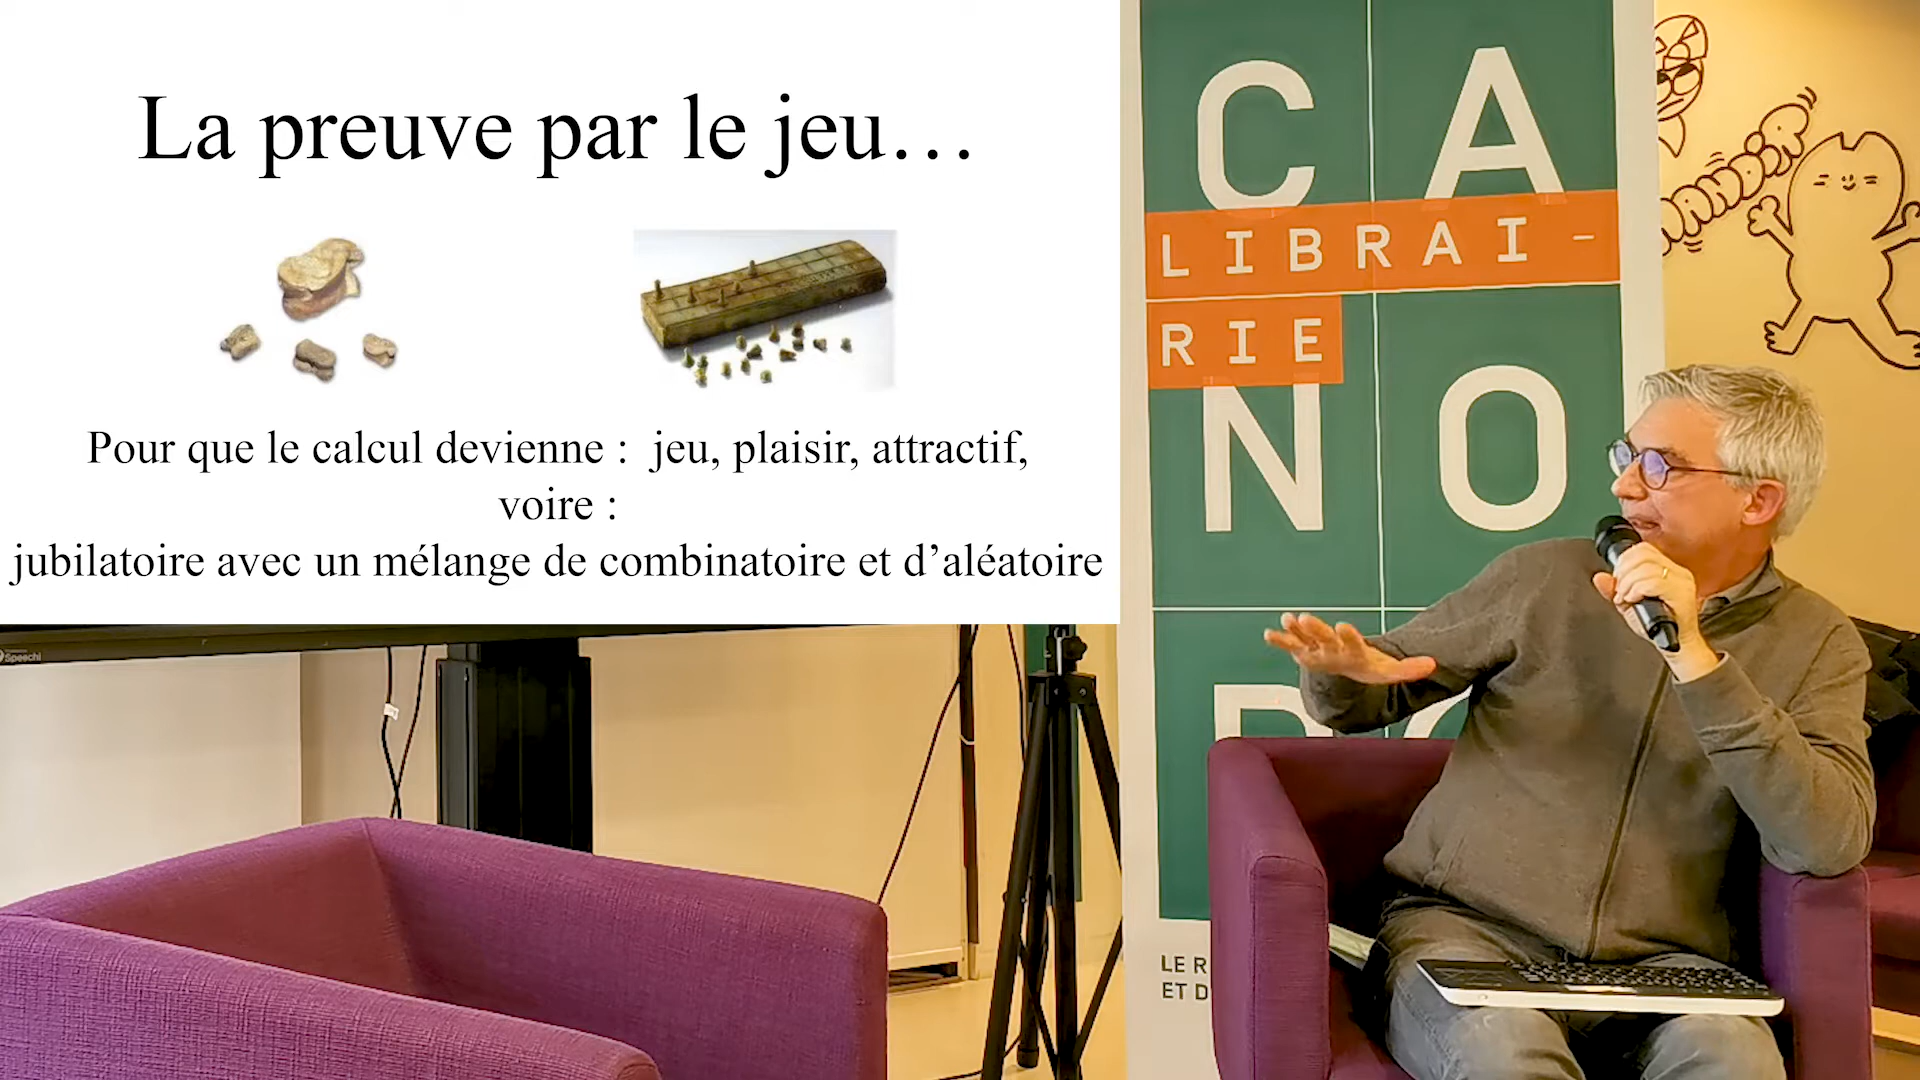 La preuve par le jeu…
Pour que le calcul devienne :  jeu, plaisir, attractif,
voire :
jubilatoire avec un mélange de combinatoire et d’aléatoire
Speechi
CA
LIBRAI-
RIE
NO
LE R
ET D